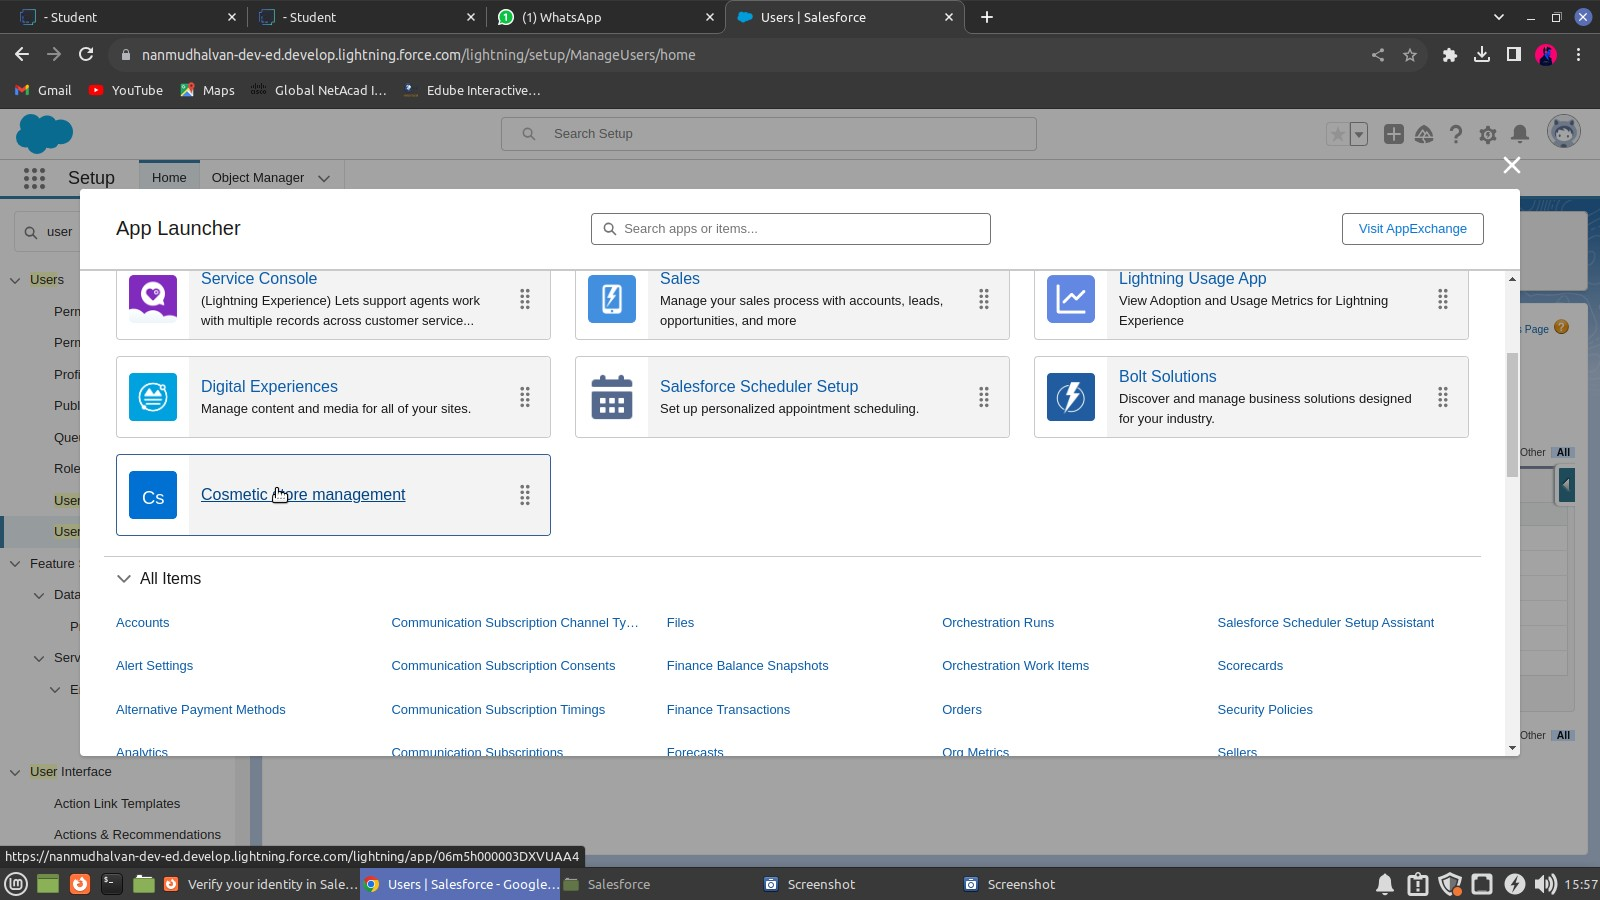 - Student
- Student
(1) WhatsApp
Users | Salesforce
nanmudhalvan-dev-ed.develop.lightning.force.com/lightning/setup/ManageUsers/home
Gmail
YouTube
Maps
Global NetAcad I...
Edube Interactive...
Search Setup
Setup
Home
Object Manager
user
App Launcher
Search apps or items...
Visit AppExchange
Service Console
(Lightning Experience) Lets support agents work
with multiple records across customer service...
Sales
Manage your sales process with accounts, leads,
opportunities, and more
Lightning Usage App
View Adoption and Usage Metrics for Lightning
Experience
Digital Experiences
Manage content and media for all of your sites.
Salesforce Scheduler Setup
Set up personalized appointment scheduling.
Bolt Solutions
Discover and manage business solutions designed
for your industry.
Cs
Cosmetic management
All Items
Accounts
Communication Subscription Channel Ty...
Files
Orchestration Runs
Salesforce Scheduler Setup Assistant
Alert Settings
Communication Subscription Consents
Finance Balance Snapshots
Orchestration Work Items
Scorecards
Alternative Payment Methods
Communication Subscription Timings
Finance Transactions
Orders
Security Policies
Analytics
Communication Subscriptions
Forecasts
Org Metrics
Sellers
Users
Perm
Perm
Profi
Publ
Que
Role
User
User
Feature
Data
P
Serv
E
User Interface
Action Link Templates
Actions & Recommendations
s Page
Other All
Other All
https://nanmudhalvan-dev-ed.develop.lightning.force.com/lightning/app/06m5h000003DXVUAA4
Verify your identity in Sale...
Users | Salesforce - Google...
Salesforce
Screenshot
Screenshot
15:57